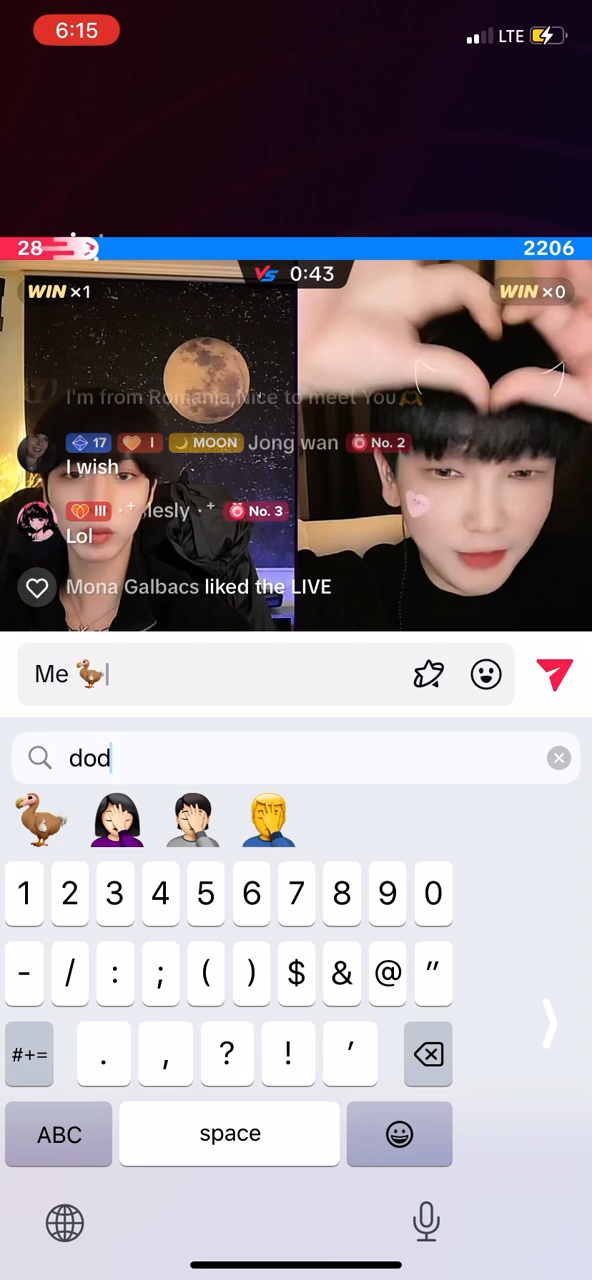 6:15
LTE
28
2206
VS 0:43
WIN ×1
WIN ×0
I'm from Romania,Nice to meet You🫶
17 I MOON Jong wan No. 2
I wish
III ‧⁺ lesly ‧⁺ No. 3
Lol
Mona Galbacs liked the LIVE
Me 🦤
dod
1 2 3 4 5 6 7 8 9 0
- / : ; ( ) $ & @ "
#+= . , ? ! '
ABC space